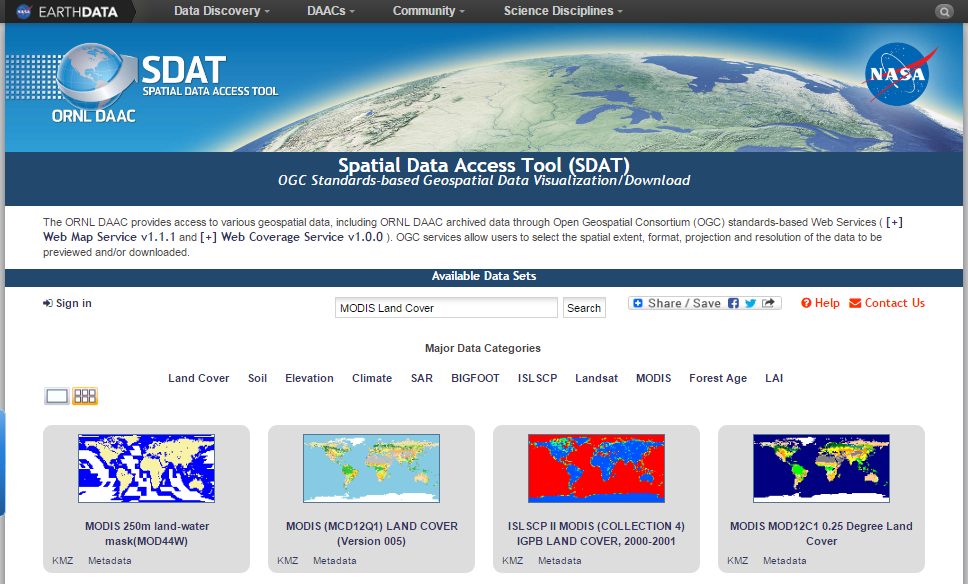 NASA EARTHDATA Data Discovery DAACs Community Science Disciplines
SDAT
SPATIAL DATA ACCESS TOOL
ORNL DAAC
NASA
Spatial Data Access Tool (SDAT)
OGC Standards-based Geospatial Data Visualization/Download
The ORNL DAAC provides access to various geospatial data, including ORNL DAAC archived data through Open Geospatial Consortium (OGC) standards-based Web Services ( [+]
Web Map Service v1.1.1 and [+] Web Coverage Service v1.0.0 ). OGC services allow users to select the spatial extent, format, projection and resolution of the data to be
previewed and/or downloaded.
Available Data Sets
Sign in MODIS Land Cover Search Share / Save Help Contact Us
Major Data Categories
Land Cover Soil Elevation Climate SAR BIGFOOT ISLSCP Landsat MODIS Forest Age LAI
MODIS 250m land-water
mask(MOD44W)
KMZ Metadata
MODIS (MCD12Q1) LAND COVER
(Version 005)
KMZ Metadata
ISLSCP II MODIS (COLLECTION 4)
IGPB LAND COVER, 2000-2001
KMZ Metadata
MODIS MOD12C1 0.25 Degree Land
Cover
KMZ Metadata